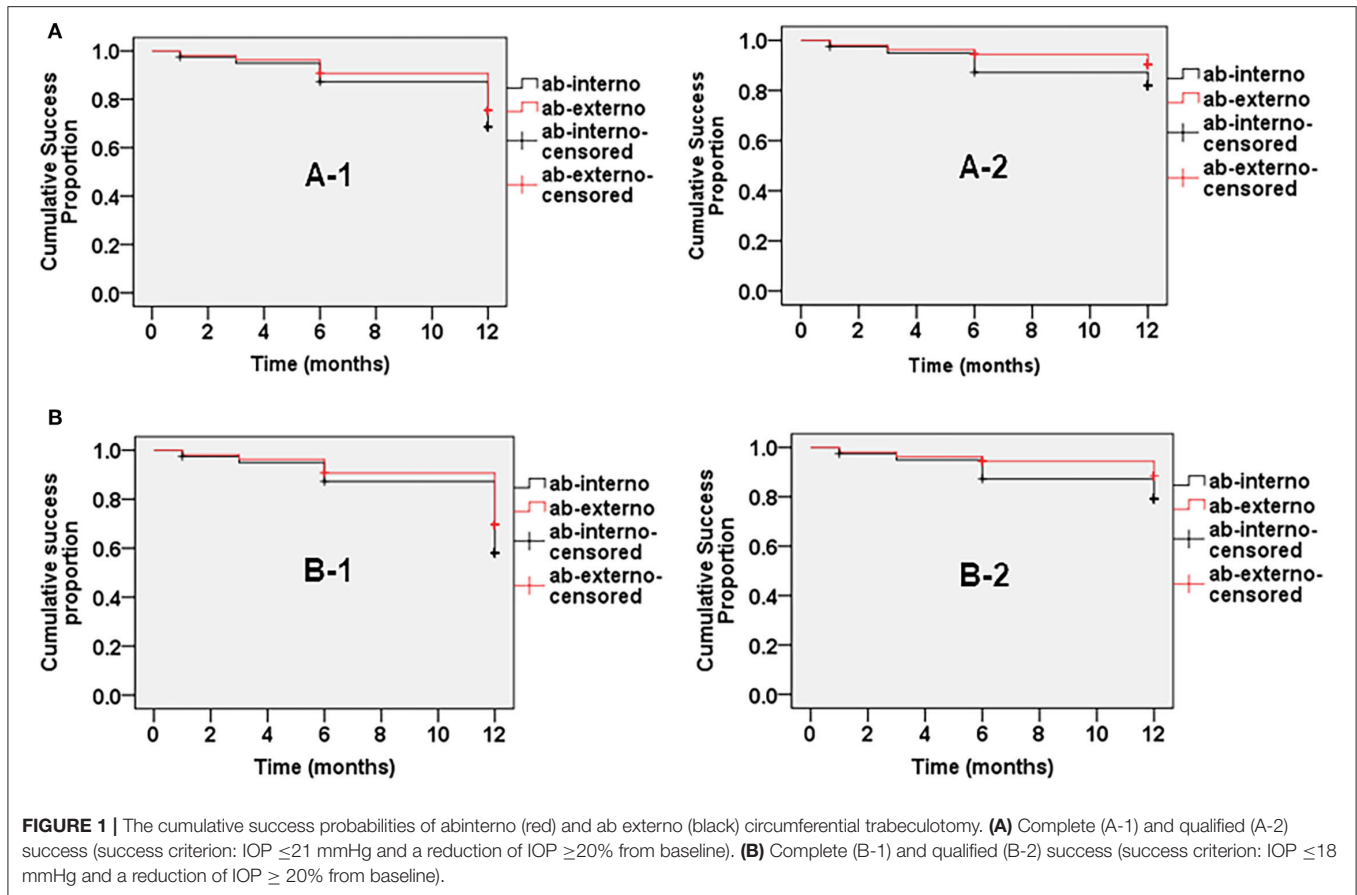 A
1.0
0.8
0.6
0.4
0.2
0.0
Cumulative Success
Proportion
A-1
0 2 4 6 8 10 12
Time (months)
ab-interno
ab-externo
ab-interno-
censored
ab-externo-
censored
1.0
0.8
0.6
0.4
0.2
0.0
Cumulative Success
Proportion
A-2
0 2 4 6 8 10 12
Time (months)
ab-interno
ab-externo
ab-interno-
censored
ab-externo-
censored
B
1.0
0.8
0.6
0.4
0.2
0.0
Cumulative success
proportion
B-1
0 2 4 6 8 10 12
Time (months)
ab-interno
ab-externo
ab-interno-
censored
ab-externo-
censored
1.0
0.8
0.6
0.4
0.2
0.0
Cumulative Success
Proportion
B-2
0 2 4 6 8 10 12
Time (months)
ab-interno
ab-externo
ab-interno-
censored
ab-externo-
censored
FIGURE 1 | The cumulative success probabilities of abinterno (red) and ab externo (black) circumferential trabeculotomy. (A) Complete (A-1) and qualified (A-2)
success (success criterion: IOP ≤21 mmHg and a reduction of IOP ≥20% from baseline). (B) Complete (B-1) and qualified (B-2) success (success criterion: IOP ≤18
mmHg and a reduction of IOP ≥ 20% from baseline).